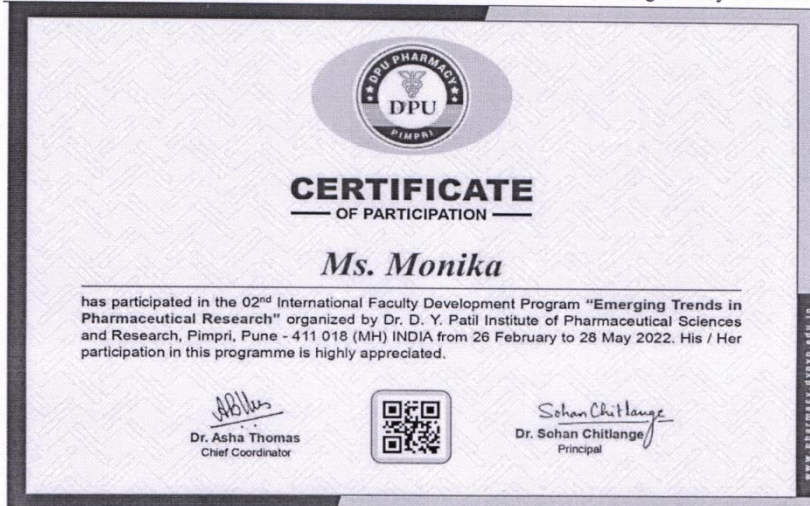 DPU PHARMACY
DPU
PIMPRI
CERTIFICATE
OF PARTICIPATION
Ms. Monika
has participated in the 02nd International Faculty Development Program “Emerging Trends in
Pharmaceutical Research” organized by Dr. D. Y. Patil Institute of Pharmaceutical Sciences
and Research, Pimpri, Pune - 411 018 (MH) INDIA from 26 February to 28 May 2022. His / Her
participation in this programme is highly appreciated.
Sohan Chitlange
Dr. Asha Thomas
Chief Coordinator
Dr. Sohan Chitlange
Principal